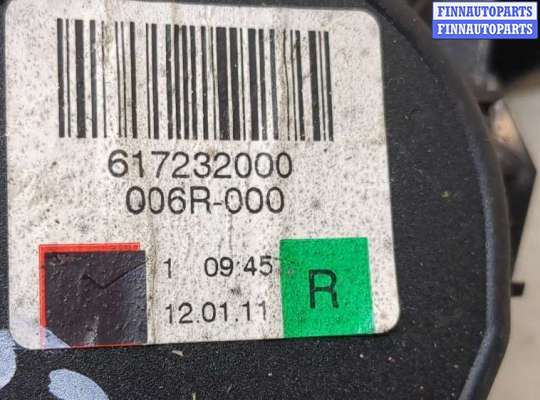 FINNAUTOPARTS
FINNAUTOPARTS
617232000
006R-000
1 09:45
12.01.11
R